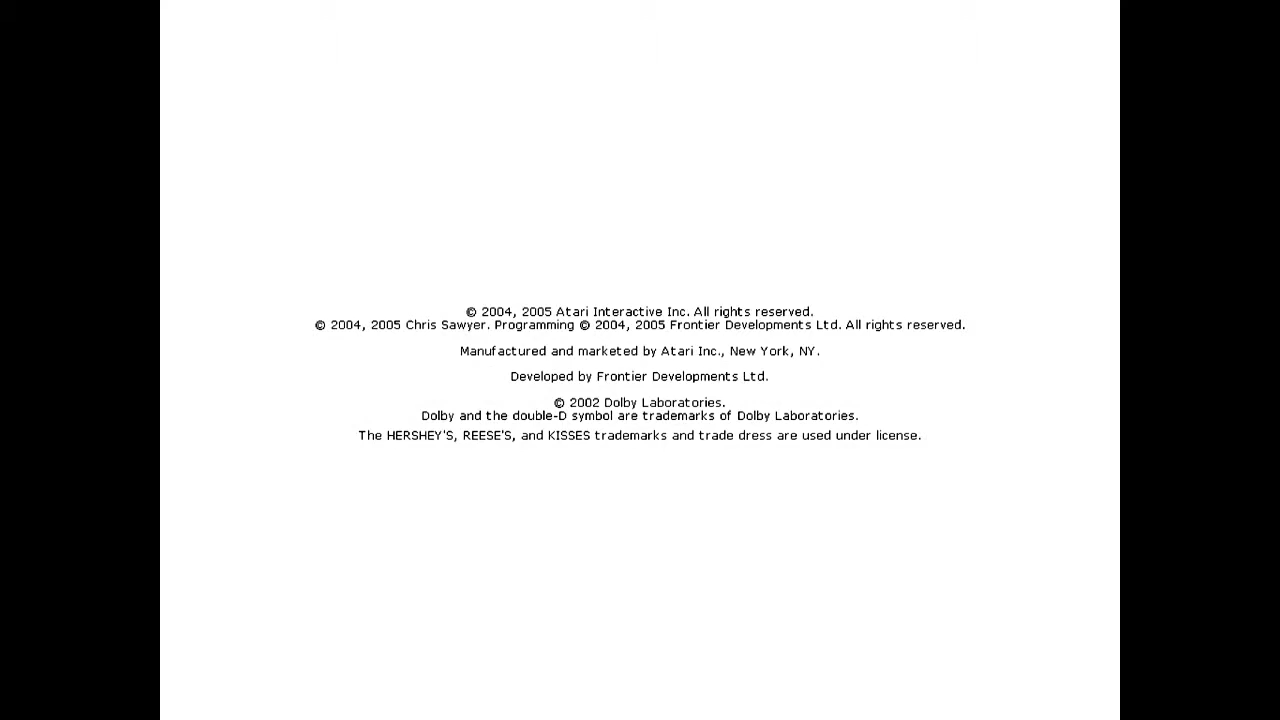 © 2004, 2005 Atari Interactive Inc. All rights reserved.
© 2004, 2005 Chris Sawyer. Programming © 2004, 2005 Frontier Developments Ltd. All rights reserved.
Manufactured and marketed by Atari Inc., New York, NY.
Developed by Frontier Developments Ltd.
© 2002 Dolby Laboratories.
Dolby and the double-D symbol are trademarks of Dolby Laboratories.
The HERSHEY'S, REESE'S, and KISSES trademarks and trade dress are used under license.